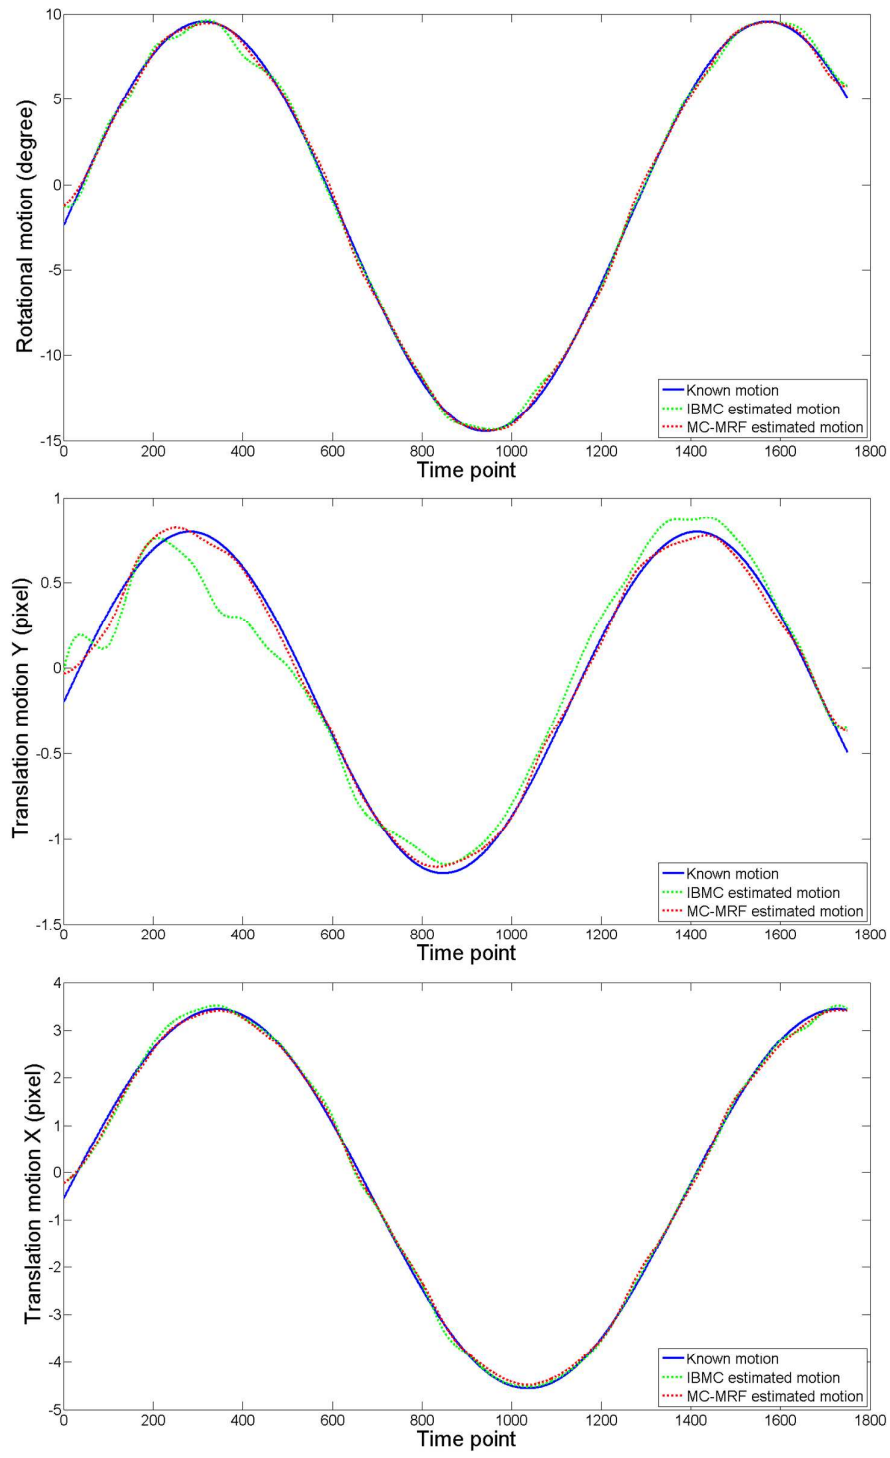 10
5
0
-5
-10
-15
Rotational motion (degree)
Known motion
IBMC estimated motion
MC-MRF estimated motion
0 200 400 600 800 1000 1200 1400 1600 1800
Time point
1
0.5
0
-0.5
-1
-1.5
Translation motion Y (pixel)
Known motion
IBMC estimated motion
MC-MRF estimated motion
0 200 400 600 800 1000 1200 1400 1600 1800
Time point
4
3
2
1
0
-1
-2
-3
-4
-5
Translation motion X (pixel)
Known motion
IBMC estimated motion
MC-MRF estimated motion
0 200 400 600 800 1000 1200 1400 1600 1800
Time point